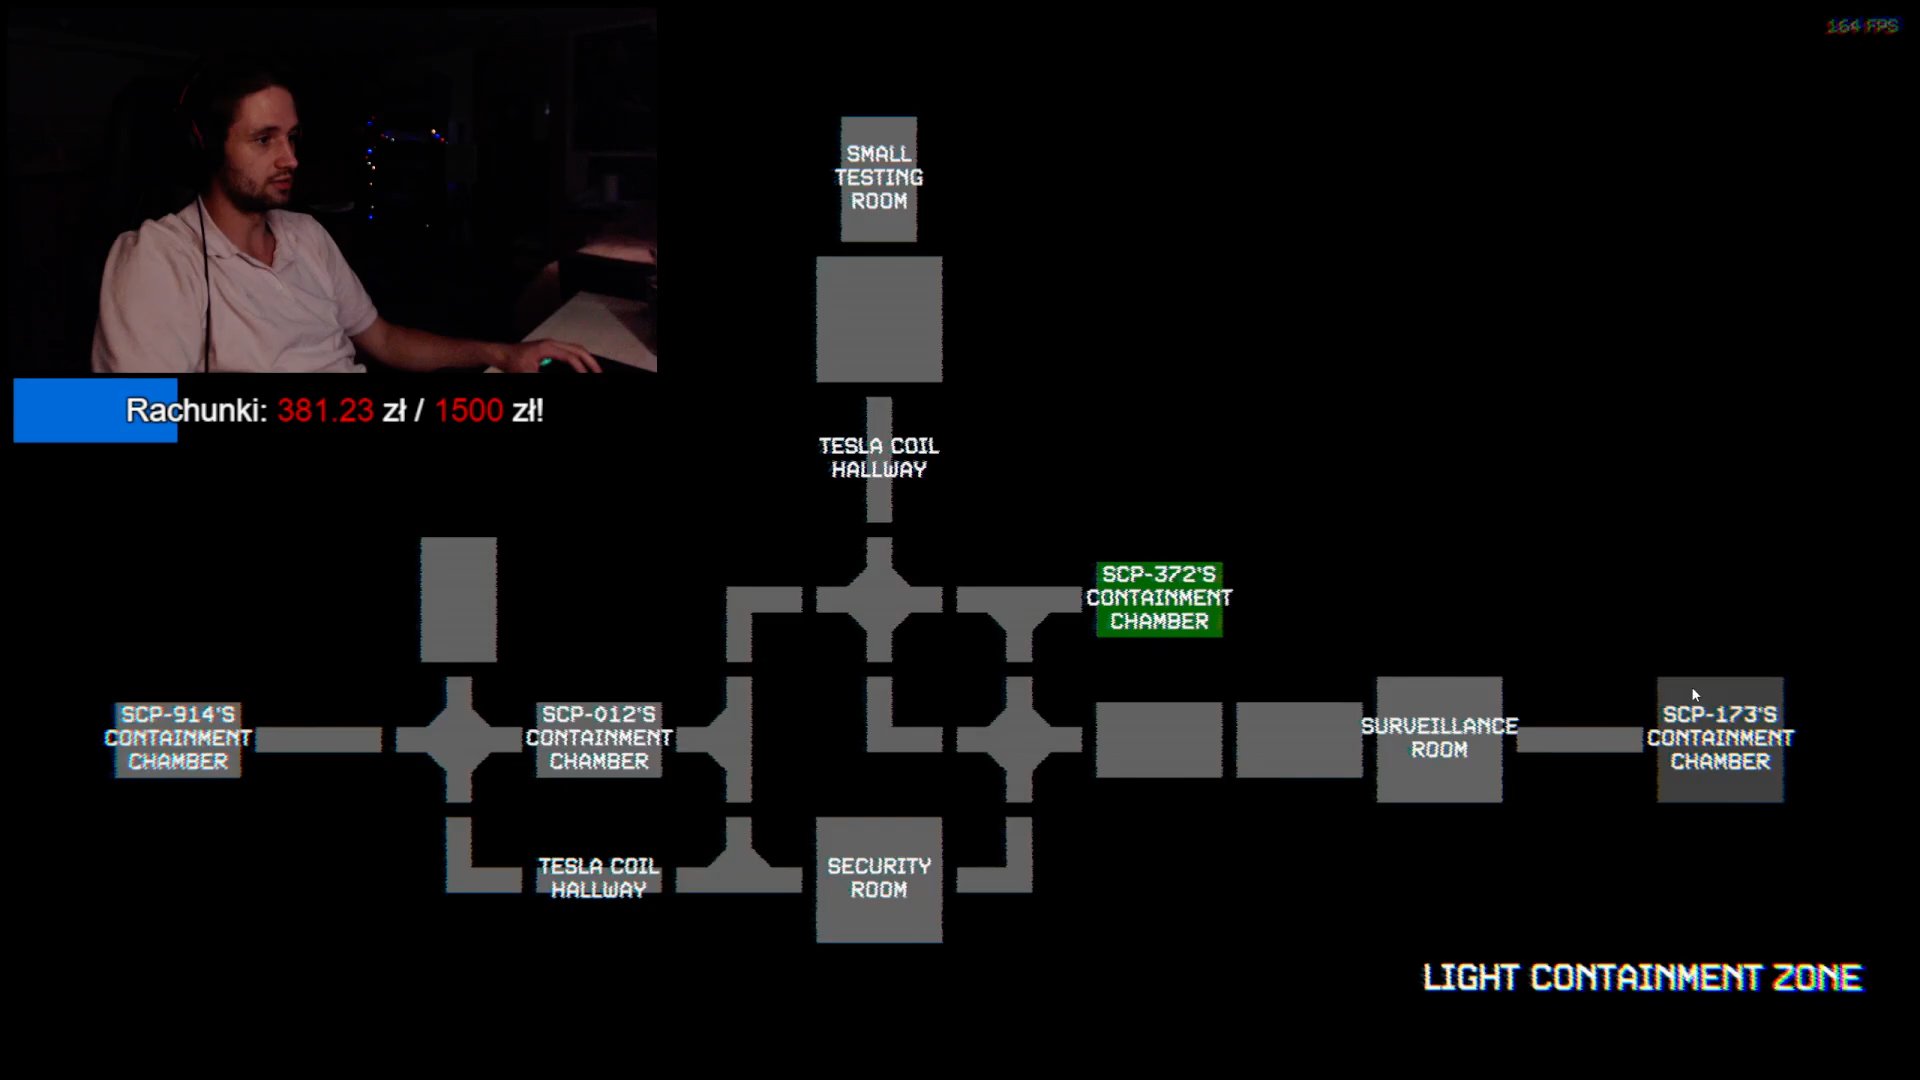 164 FPS
SMALL
TESTING
ROOM
Rachunki: 381.23 zł / 1500 zł!
TESLA COIL
HALLWAY
SCP-372'S
CONTAINMENT
CHAMBER
SCP-914'S
CONTAINMENT
CHAMBER
SCP-012'S
CONTAINMENT
CHAMBER
SURVEILLANCE
ROOM
SCP-173'S
CONTAINMENT
CHAMBER
TESLA COIL
HALLWAY
SECURITY
ROOM
LIGHT CONTAINMENT ZONE